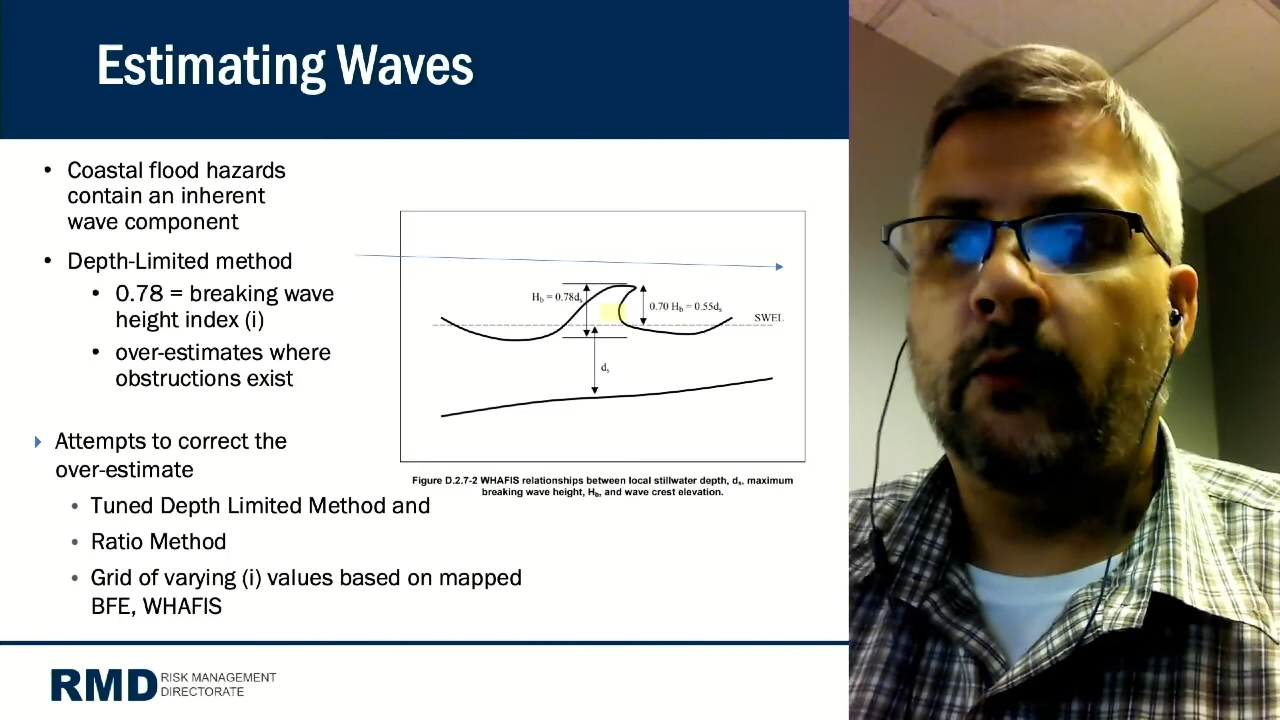 Estimating Waves
• Coastal flood hazards
contain an inherent
wave component
• Depth-Limited method
• 0.78 = breaking wave
height index (i)
• over-estimates where
obstructions exist
Attempts to correct the
over-estimate
• Tuned Depth Limited Method and
• Ratio Method
• Grid of varying (i) values based on mapped
BFE, WHAFIS
Hb = 0.78ds
0.70 Hb = 0.55ds
SWEL
ds
Figure D.2.7-2 WHAFIS relationships between local stillwater depth, ds, maximum
breaking wave height, Hb, and wave crest elevation.
RMD RISK MANAGEMENT
DIRECTORATE